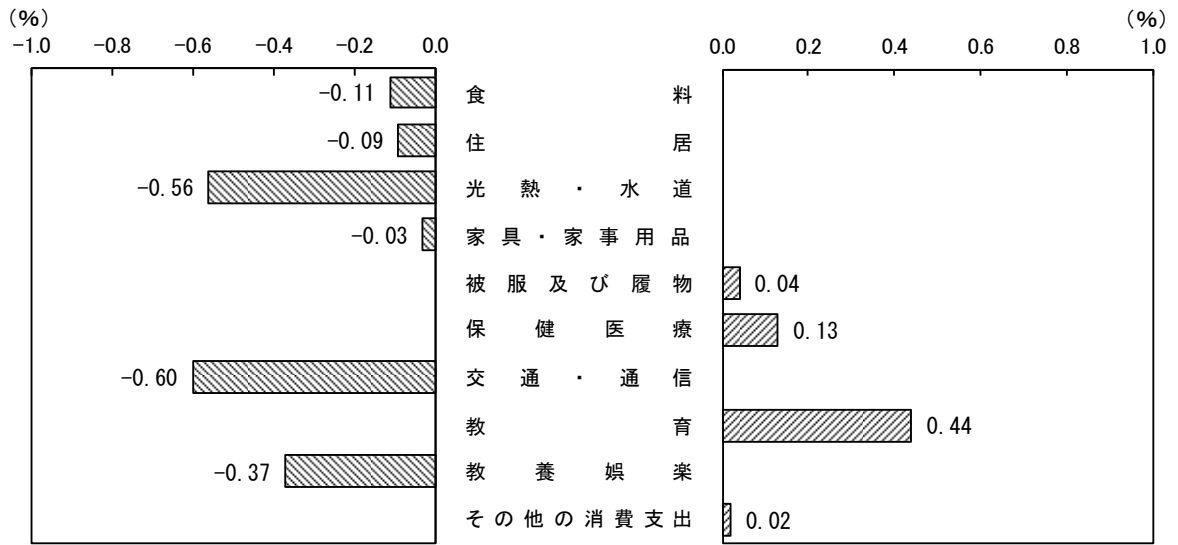 （％） （％）
-1.0 -0.8 -0.6 -0.4 -0.2 0.0 0.0 0.2 0.4 0.6 0.8 1.0
-0.11 食料
-0.09 住居
-0.56 光熱・水道
-0.03 家具・家事用品
被服及び履物 0.04
保健医療 0.13
-0.60 交通・通信
教育 0.44
-0.37 教養娯楽
その他の消費支出 0.02